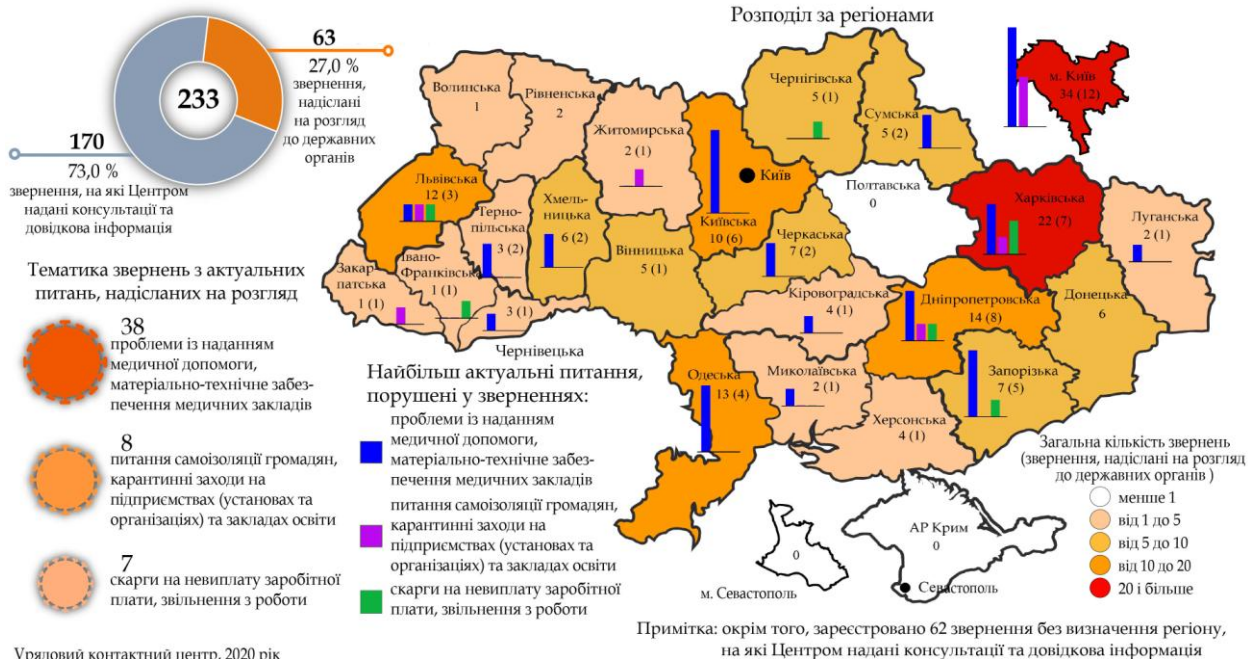 233
63
27,0 %
звернення,
надіслані
на розгляд
до державних
органів
170
73,0 %
звернення, на які Центром
надані консультації та
довідкова інформація
Тематика звернень з актуальних
питань, надісланих на розгляд
38
проблеми із наданням
медичної допомоги,
матеріально-технічне забез-
печення медичних закладів
8
питання самоізоляції громадян,
карантинні заходи на
підприємствах (установах та
організаціях) та закладах освіти
7
скарги на невиплату заробітної
плати, звільнення з роботи
Урядовий контактний центр, 2020 рік
Розподіл за регіонами
Волинська
1
Рівненська
2
Житомирська
2 (1)
Чернігівська
5 (1)
Сумська
5 (2)
м. Київ
34 (12)
Львівська
12 (3)
Терно-
пільська
3 (2)
Хмель-
ницька
6 (2)
Київ
Київська
10 (6)
Полтавська
0
Харківська
22 (7)
Луганська
2 (1)
Закар-
патська
1 (1)
Івано-
Франківська
1 (1)
3 (1)
Чернівецька
Вінницька
5 (1)
Черкаська
7 (2)
Кіровоградська
4 (1)
Дніпропетровська
14 (8)
Донецька
6
Одеська
13 (4)
Миколаївська
2 (1)
Херсонська
4 (1)
Запорізька
7 (5)
0
м. Севастополь
АР Крим
0
Севастополь
Найбільш актуальні питання,
порушені у зверненнях:
проблеми із наданням
медичної допомоги,
матеріально-технічне забез-
печення медичних закладів
питання самоізоляції громадян,
карантинні заходи на
підприємствах (установах та
організаціях) та закладах освіти
скарги на невиплату заробітної
плати, звільнення з роботи
Загальна кількість звернень
(звернення, надіслані на розгляд
до державних органів )
менше 1
від 1 до 5
від 5 до 10
від 10 до 20
20 і більше
Примітка: окрім того, зареєстровано 62 звернення без визначення регіону,
на які Центром надані консультації та довідкова інформація